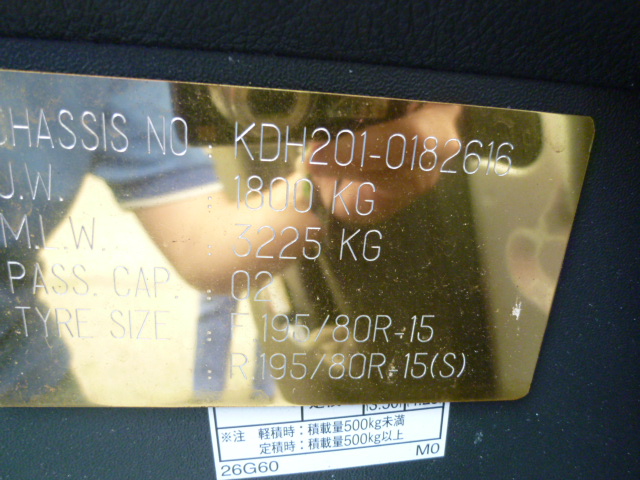 CHASSIS NO : KDH201-0182616
U.W. : 1800 KG
M.L.W. : 3225 KG
PASS. CAP. : 02
TYRE SIZE : F 195/80R-15
: R 195/80R-15(S)
※注 軽積時：積載量500kg未満
定積時：積載量500kg以上
26G60 M0